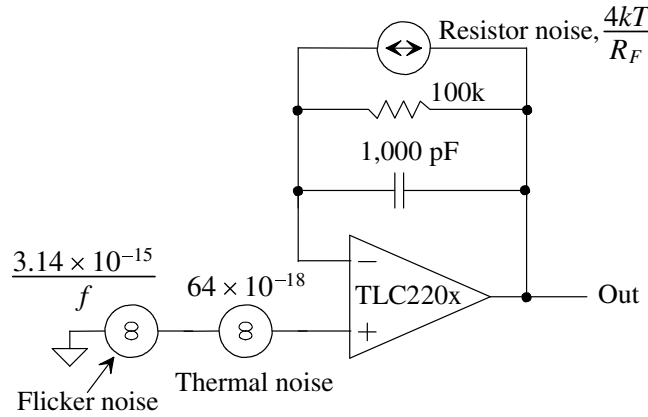 Resistor noise, 4kT/R_F
100k
1,000 pF
3.14 × 10⁻¹⁵/f
64 × 10⁻¹⁸
−
TLC220x
Out
+
Thermal noise
Flicker noise